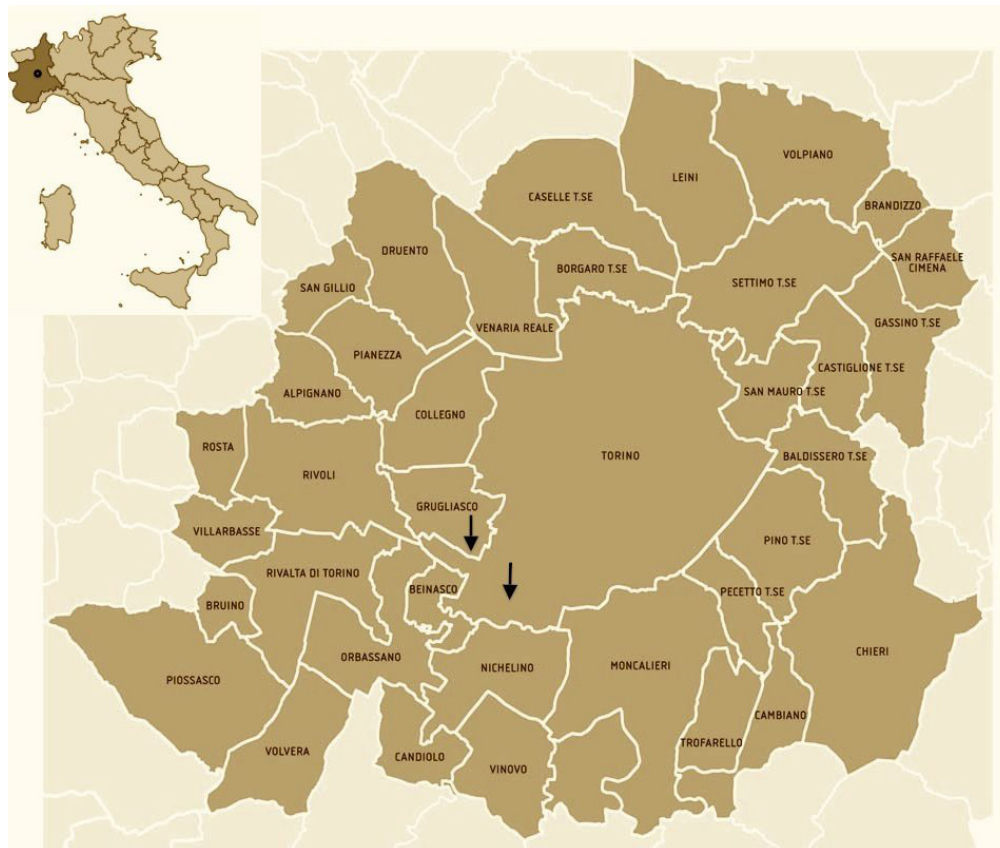 VOLPIANO
LEINI
CASELLE T.SE
BRANDIZZO
DRUENTO
SAN RAFFAELE
CIMENA
BORGARO T.SE
SETTIMO T.SE
SAN GILLIO
GASSINO T.SE
VENARIA REALE
PIANEZZA
CASTIGLIONE T.SE
ALPIGNANO
SAN MAURO T.SE
COLLEGNO
ROSTA
TORINO
BALDISSERO T.SE
RIVOLI
GRUGLIASCO
VILLARBASSE
PINO T.SE
RIVALTA DI TORINO
BEINASCO
PECETTO T.SE
BRUINO
CHIERI
ORBASSANO
NICHELINO
MONCALIERI
PIOSSASCO
CAMBIANO
TROFARELLO
VOLVERA
CANDIOLO
VINOVO